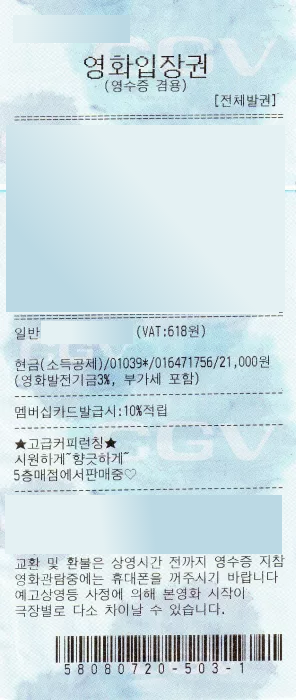 CGV
영화입장권
(영수증 겸용)
[전체발권]
일반 (VAT:618원)
현금(소득공제)/01039*/016471756/21,000원
(영화발전기금3%, 부가세 포함)
멤버십카드발급시:10%적립
CGV
★고급커피런칭★
시원하게~향긋하게~
5층매점에서판매중♡
교환 및 환불은 상영시간 전까지 영수증 지참
영화관람중에는 휴대폰을 꺼주시기 바랍니다
예고상영등 사정에 의해 본영화 시작이
극장별로 다소 차이날 수 있습니다.
58080720-503-1